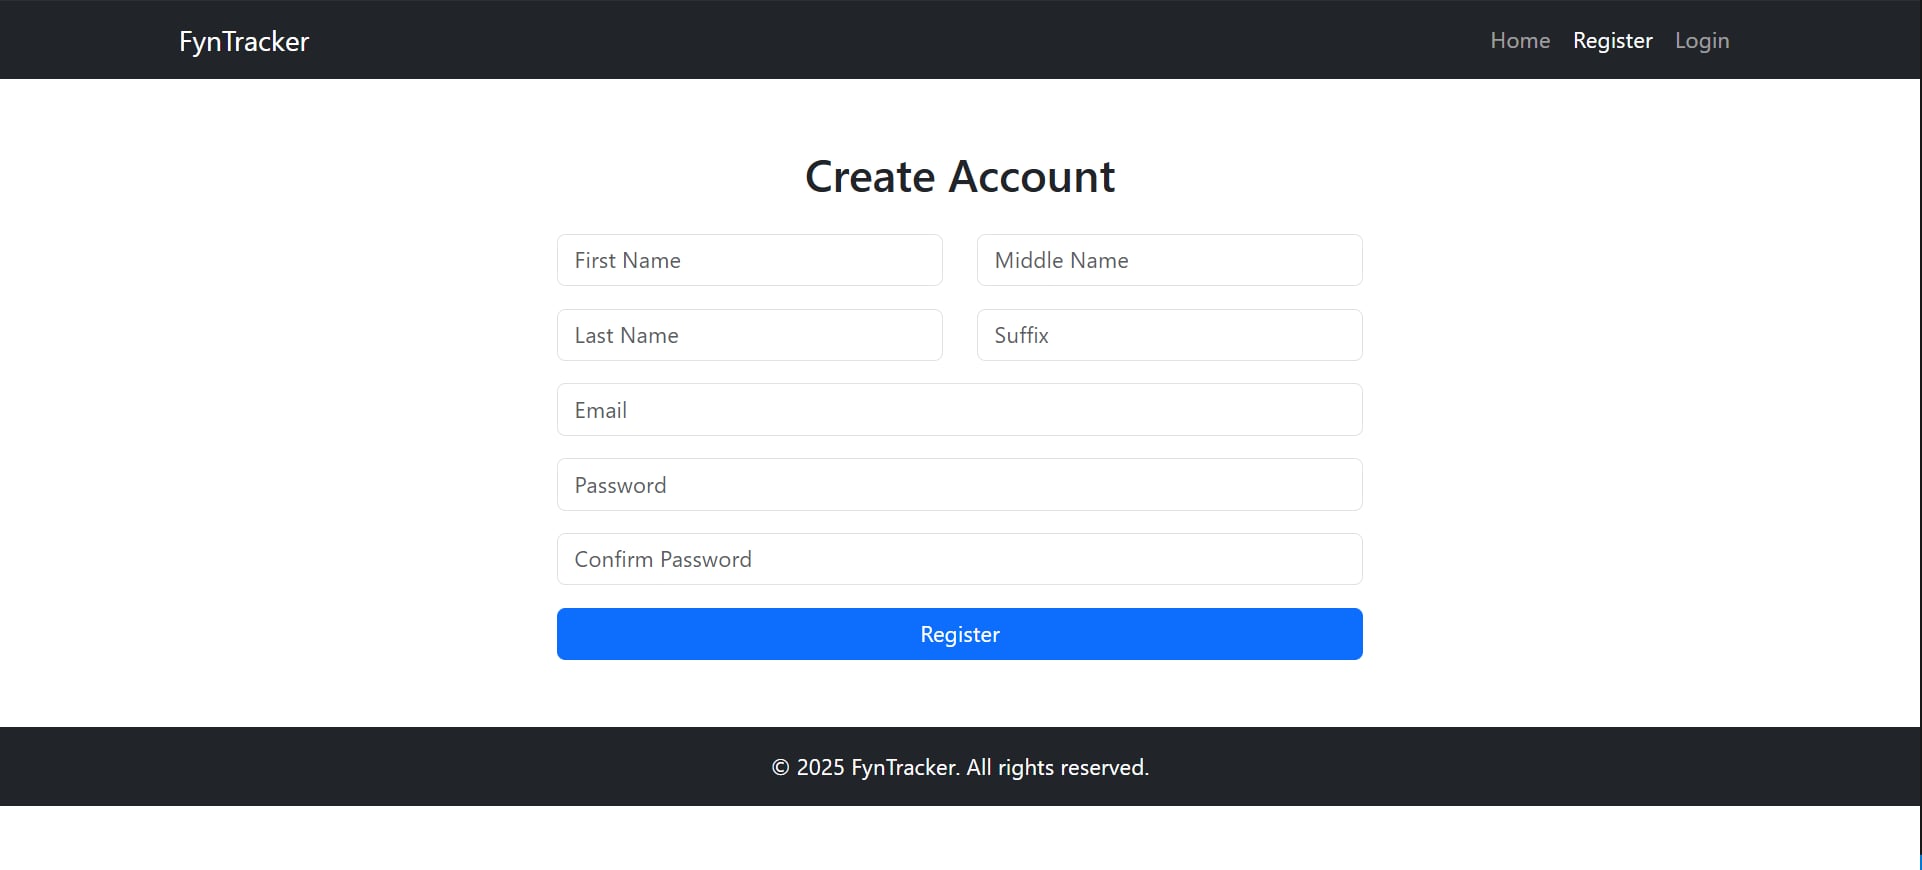 FynTracker Home Register Login
Create Account
First Name Middle Name
Last Name Suffix
Email
Password
Confirm Password
Register
© 2025 FynTracker. All rights reserved.